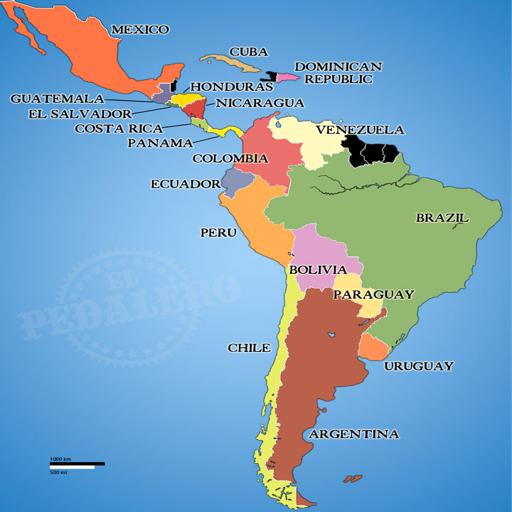 MEXICO
CUBA
DOMINICAN
REPUBLIC
HONDURAS
GUATEMALA
NICARAGUA
EL SALVADOR
COSTA RICA
PANAMA
VENEZUELA
COLOMBIA
ECUADOR
BRAZIL
PERU
BOLIVIA
PARAGUAY
EL
PEDALERO
CHILE
URUGUAY
ARGENTINA
1000 km
500 mi